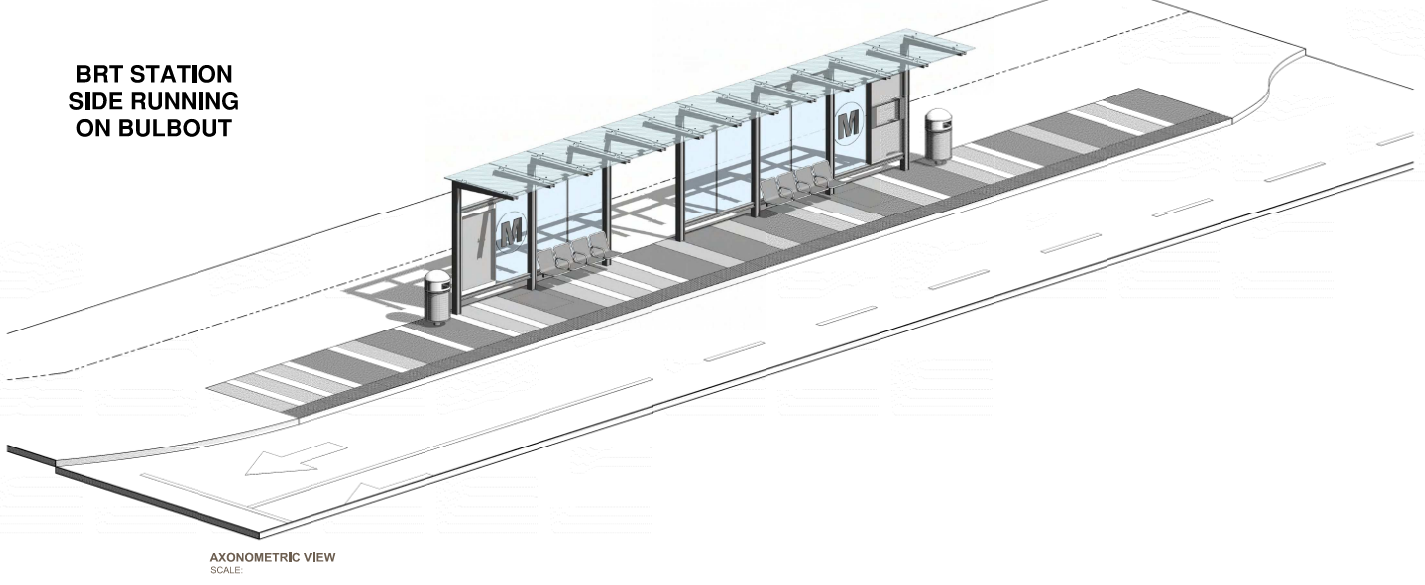 BRT STATION
SIDE RUNNING
ON BULBOUT
M
M
AXONOMETRIC VIEW
SCALE: